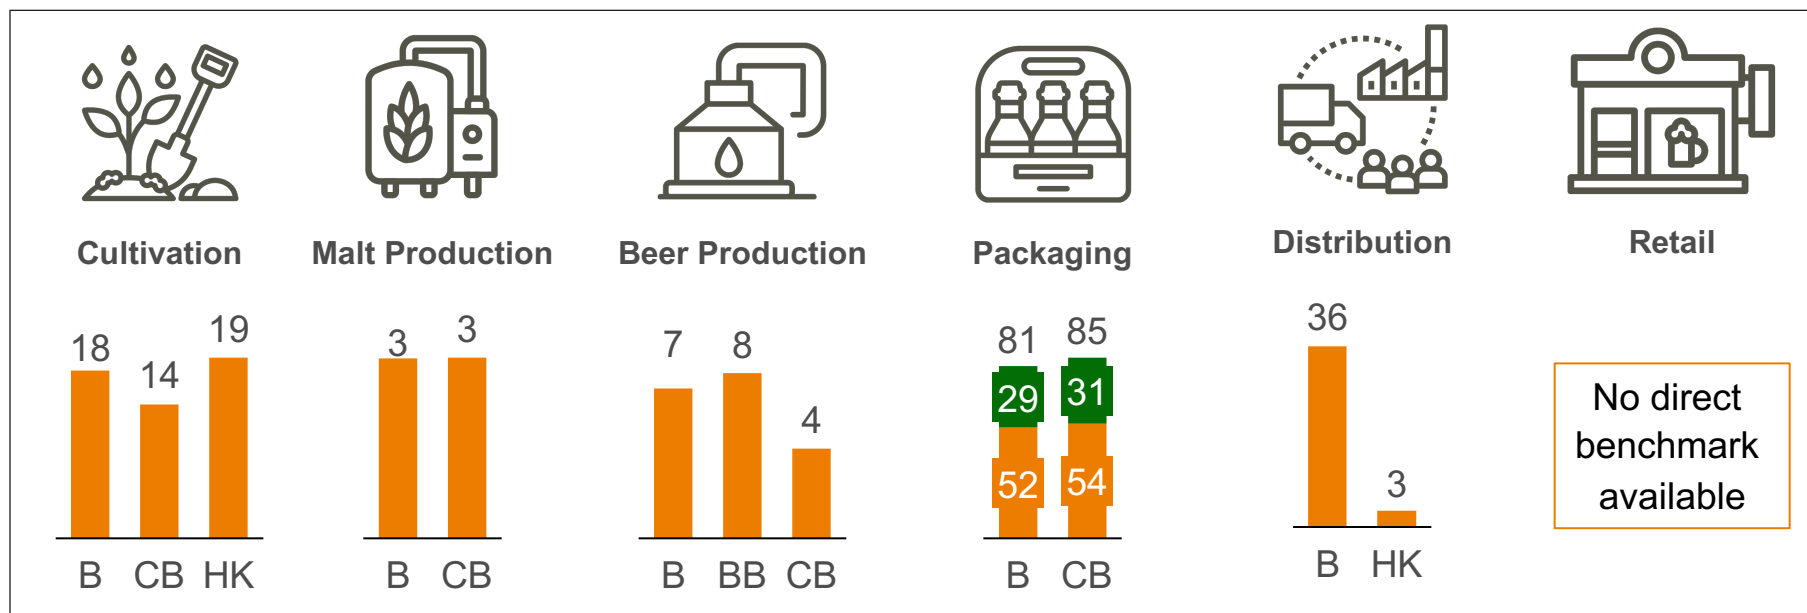 Cultivation
Malt Production
Beer Production
Packaging
Distribution
Retail
18
14
19
B
CB
HK
3
3
B
CB
7
8
4
B
BB
CB
81
85
29
31
52
54
B
CB
36
3
B
HK
No direct
benchmark
available